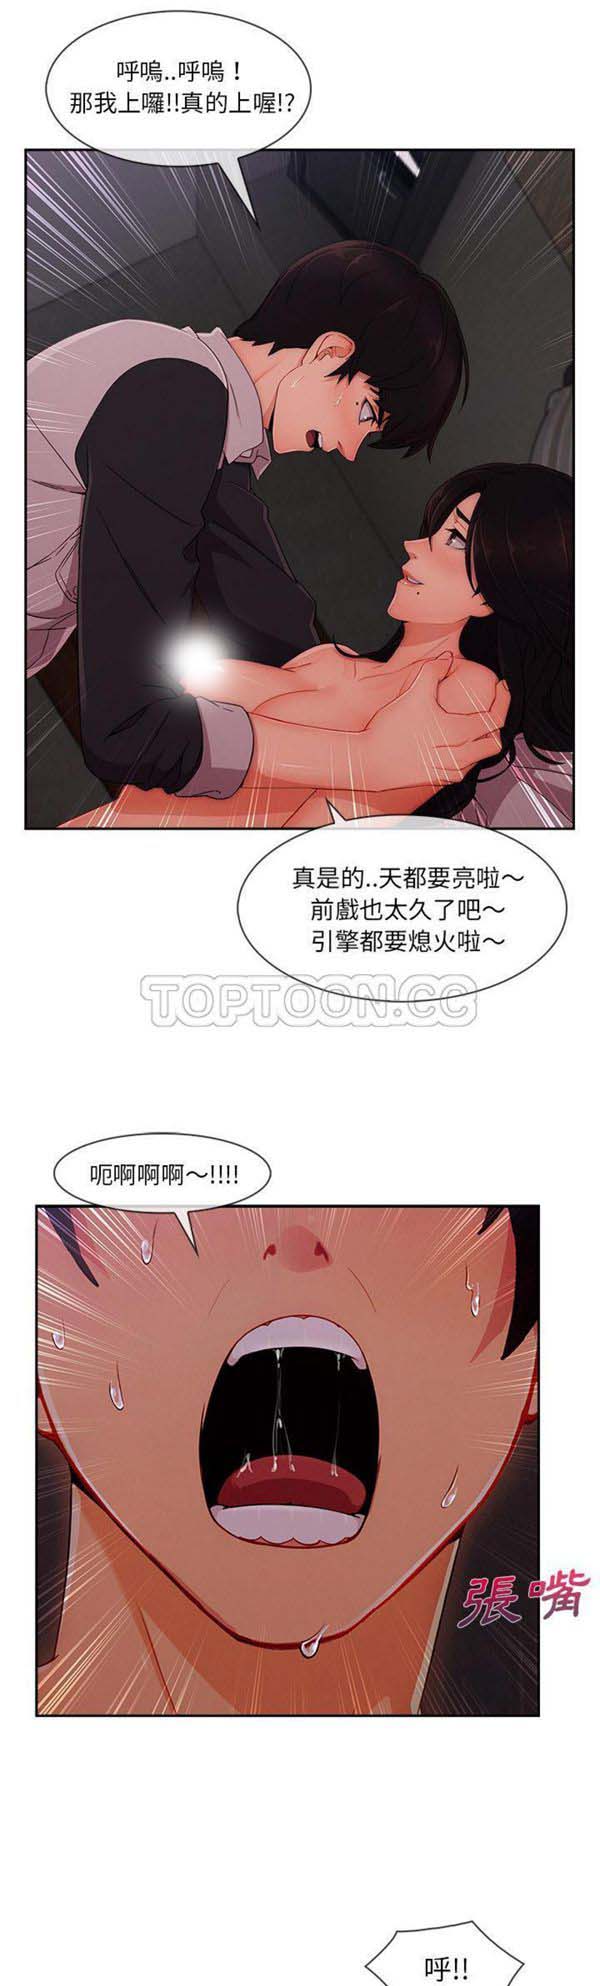 呼嗚..呼嗚！
那我上囉!!真的上喔!?
真是的..天都要亮啦～
前戲也太久了吧～
引擎都要熄火啦～
TOPTOON.CC
呃啊啊啊～!!!!
張嘴
呼!!